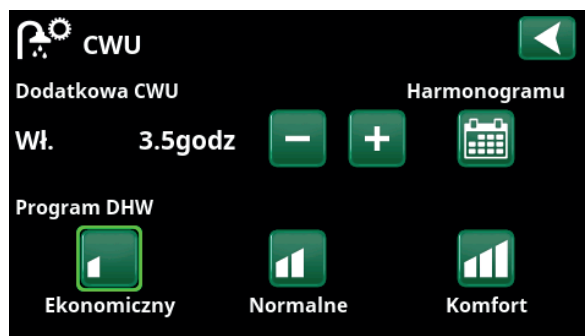 CWU
Dodatkowa CWU Harmonogramu
Wł. 3.5godz
Program DHW
Ekonomiczny Normalne Komfort